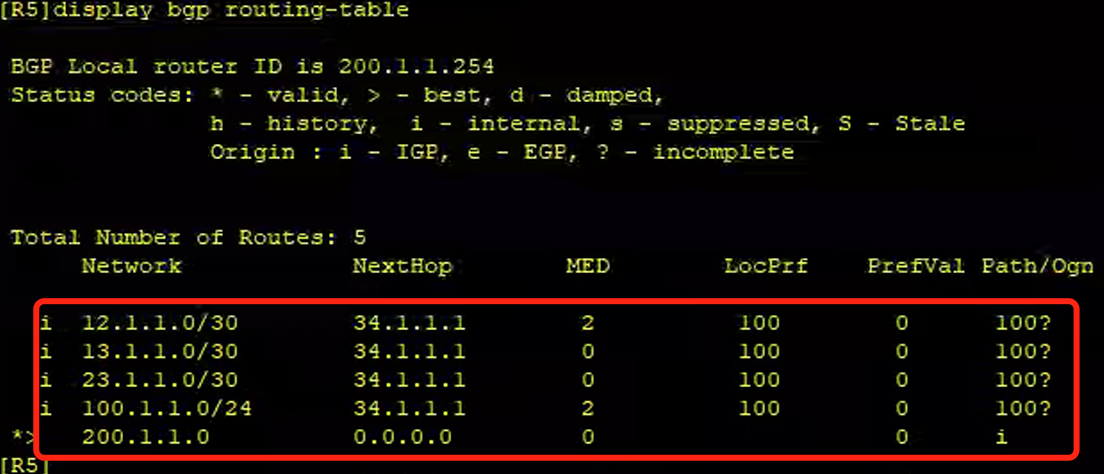 [R5]display bgp routing-table
BGP Local router ID is 200.1.1.254
Status codes: * - valid, > - best, d - damped,
h - history, i - internal, s - suppressed, S - Stale
Origin : i - IGP, e - EGP, ? - incomplete
Total Number of Routes: 5
Network NextHop MED LocPrf PrefVal Path/Ogn
i 12.1.1.0/30 34.1.1.1 2 100 0 100?
i 13.1.1.0/30 34.1.1.1 0 100 0 100?
i 23.1.1.0/30 34.1.1.1 0 100 0 100?
i 100.1.1.0/24 34.1.1.1 2 100 0 100?
*> 200.1.1.0 0.0.0.0 0 0 i
[R5]